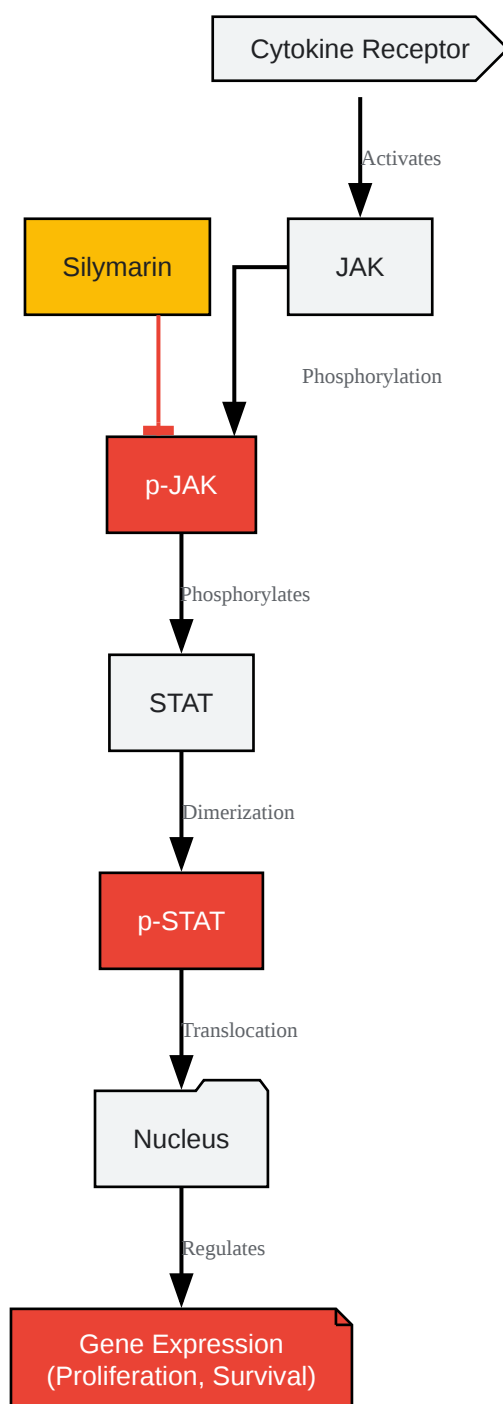 Cytokine Receptor
Activates
Silymarin
JAK
Phosphorylation
p-JAK
Phosphorylates
STAT
Dimerization
p-STAT
Translocation
Nucleus
Regulates
Gene Expression
(Proliferation, Survival)